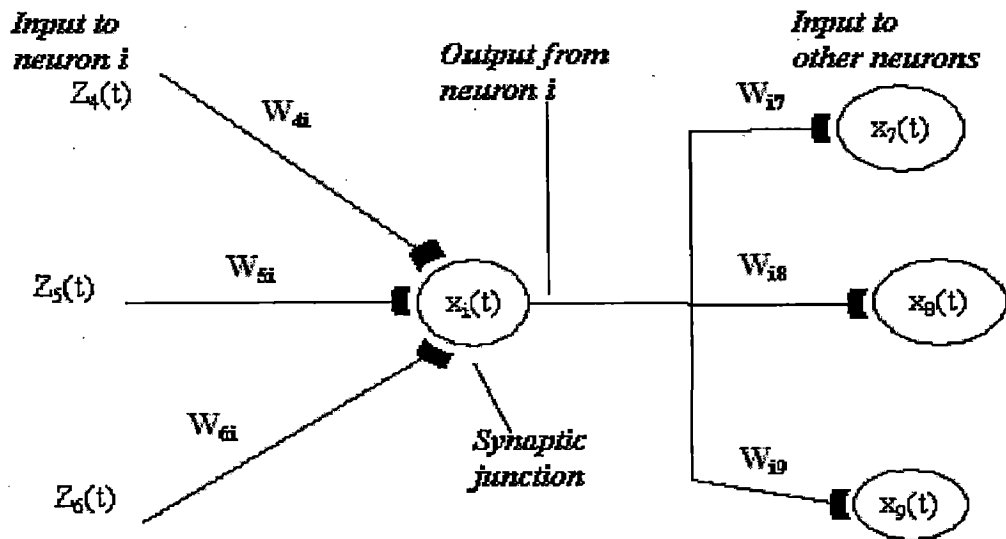 Input to
neuron i
Z₄(t)
W₄ᵢ
Output from
neuron i
Input to
other neurons
Wᵢ₇
x₇(t)
Z₅(t)
W₅ᵢ
xᵢ(t)
Wᵢ₈
x₈(t)
W₆ᵢ
Z₆(t)
Synaptic
junction
Wᵢ₉
x₉(t)